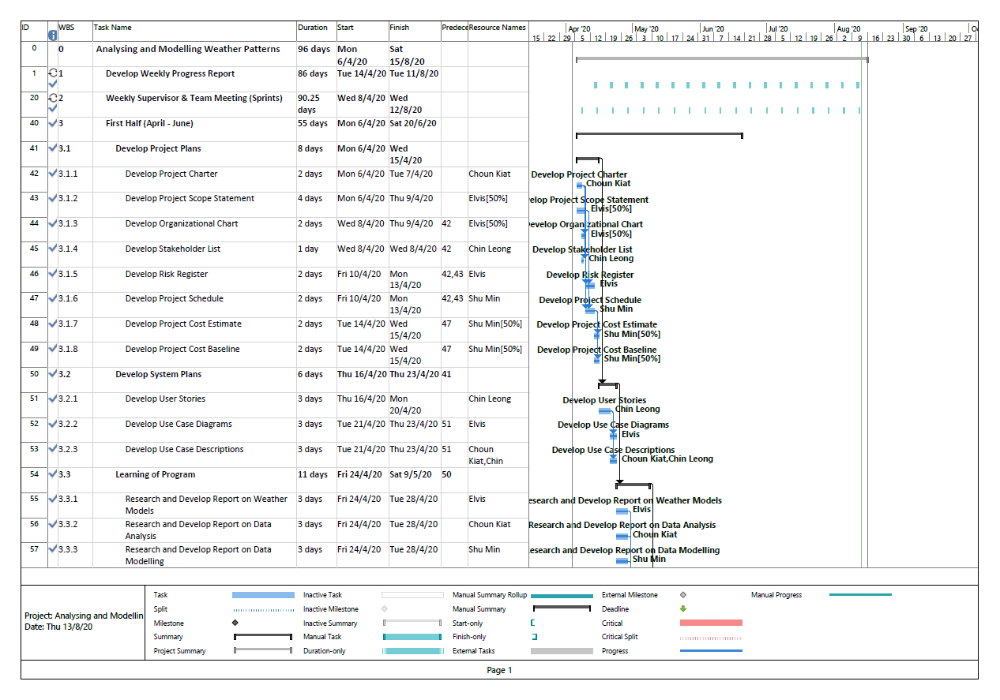 ID WBS Task Name Duration Start Finish Predece Resource Names
Apr '20 May '20 Jun '20 Jul '20 Aug '20 Sep '20
15 22 29 5 12 19 26 3 10 17 24 31 7 14 21 28 5 12 19 26 2 9 16 23 30 6 13 20 27
0 0 Analysing and Modelling Weather Patterns 96 days Mon 6/4/20 Sat 15/8/20
1 1 Develop Weekly Progress Report 86 days Tue 14/4/20 Tue 11/8/20
20 2 Weekly Supervisor & Team Meeting (Sprints) 90.25 days Wed 8/4/20 Wed 12/8/20
40 3 First Half (April - June) 55 days Mon 6/4/20 Sat 20/6/20
41 3.1 Develop Project Plans 8 days Mon 6/4/20 Wed 15/4/20
42 3.1.1 Develop Project Charter 2 days Mon 6/4/20 Tue 7/4/20 Choun Kiat
Develop Project Charter
Choun Kiat
43 3.1.2 Develop Project Scope Statement 4 days Mon 6/4/20 Thu 9/4/20 Elvis[50%]
elop Project Scope Statement
Elvis[50%]
44 3.1.3 Develop Organizational Chart 2 days Wed 8/4/20 Thu 9/4/20 42 Elvis[50%]
evelop Organizational Chart
Elvis[50%]
45 3.1.4 Develop Stakeholder List 1 day Wed 8/4/20 Wed 8/4/20 42 Chin Leong
Develop Stakeholder List
Chin Leong
46 3.1.5 Develop Risk Register 2 days Fri 10/4/20 Mon 13/4/20 42,43 Elvis
Develop Risk Register
Elvis
47 3.1.6 Develop Project Schedule 2 days Fri 10/4/20 Mon 13/4/20 42,43 Shu Min
Develop Project Schedule
Shu Min
48 3.1.7 Develop Project Cost Estimate 2 days Tue 14/4/20 Wed 15/4/20 47 Shu Min[50%]
Develop Project Cost Estimate
Shu Min[50%]
49 3.1.8 Develop Project Cost Baseline 2 days Tue 14/4/20 Wed 15/4/20 47 Shu Min[50%]
Develop Project Cost Baseline
Shu Min[50%]
50 3.2 Develop System Plans 6 days Thu 16/4/20 Thu 23/4/20 41
51 3.2.1 Develop User Stories 3 days Thu 16/4/20 Mon 20/4/20 Chin Leong
Develop User Stories
Chin Leong
52 3.2.2 Develop Use Case Diagrams 3 days Tue 21/4/20 Thu 23/4/20 51 Elvis
Develop Use Case Diagrams
Elvis
53 3.2.3 Develop Use Case Descriptions 3 days Tue 21/4/20 Thu 23/4/20 51 Choun Kiat,Chin
Develop Use Case Descriptions
Choun Kiat,Chin Leong
54 3.3 Learning of Program 11 days Fri 24/4/20 Sat 9/5/20 50
55 3.3.1 Research and Develop Report on Weather Models 3 days Fri 24/4/20 Tue 28/4/20 Elvis
esearch and Develop Report on Weather Models
Elvis
56 3.3.2 Research and Develop Report on Data Analysis 3 days Fri 24/4/20 Tue 28/4/20 Choun Kiat
Research and Develop Report on Data Analysis
Choun Kiat
57 3.3.3 Research and Develop Report on Data Modelling 3 days Fri 24/4/20 Tue 28/4/20 Shu Min
esearch and Develop Report on Data Modelling
Shu Min
Project: Analysing and Modellin
Date: Thu 13/8/20
Task
Split
Milestone
Summary
Project Summary
Inactive Task
Inactive Milestone
Inactive Summary
Manual Task
Duration-only
Manual Summary Rollup
Manual Summary
Start-only
Finish-only
External Tasks
External Milestone
Deadline
Critical
Critical Split
Progress
Manual Progress
Page 1